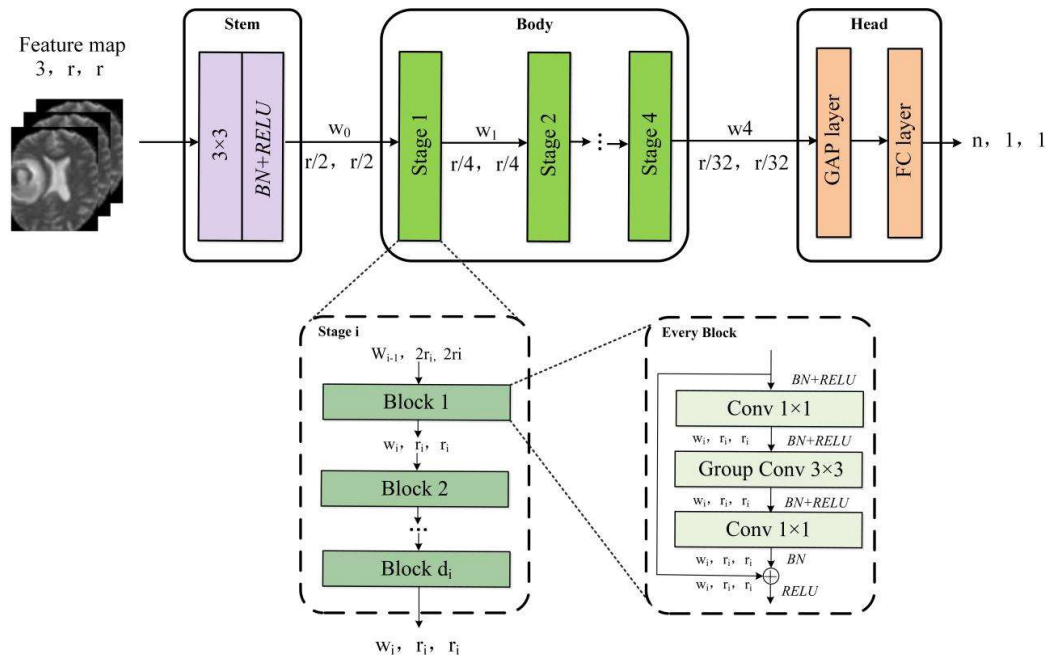 Stem
Body
Head
Feature map
3, r, r
3×3
BN+RELU
w0
r/2, r/2
Stage 1
w1
r/4, r/4
Stage 2
...
Stage 4
w4
r/32, r/32
GAP layer
FC layer
n, 1, 1
Stage i
Wi-1, 2ri, 2ri
Block 1
wi, ri, ri
Block 2
...
Block di
wi, ri, ri
Every Block
BN+RELU
Conv 1×1
wi, ri, ri
BN+RELU
Group Conv 3×3
wi, ri, ri
BN+RELU
Conv 1×1
wi, ri, ri
BN
wi, ri, ri
RELU